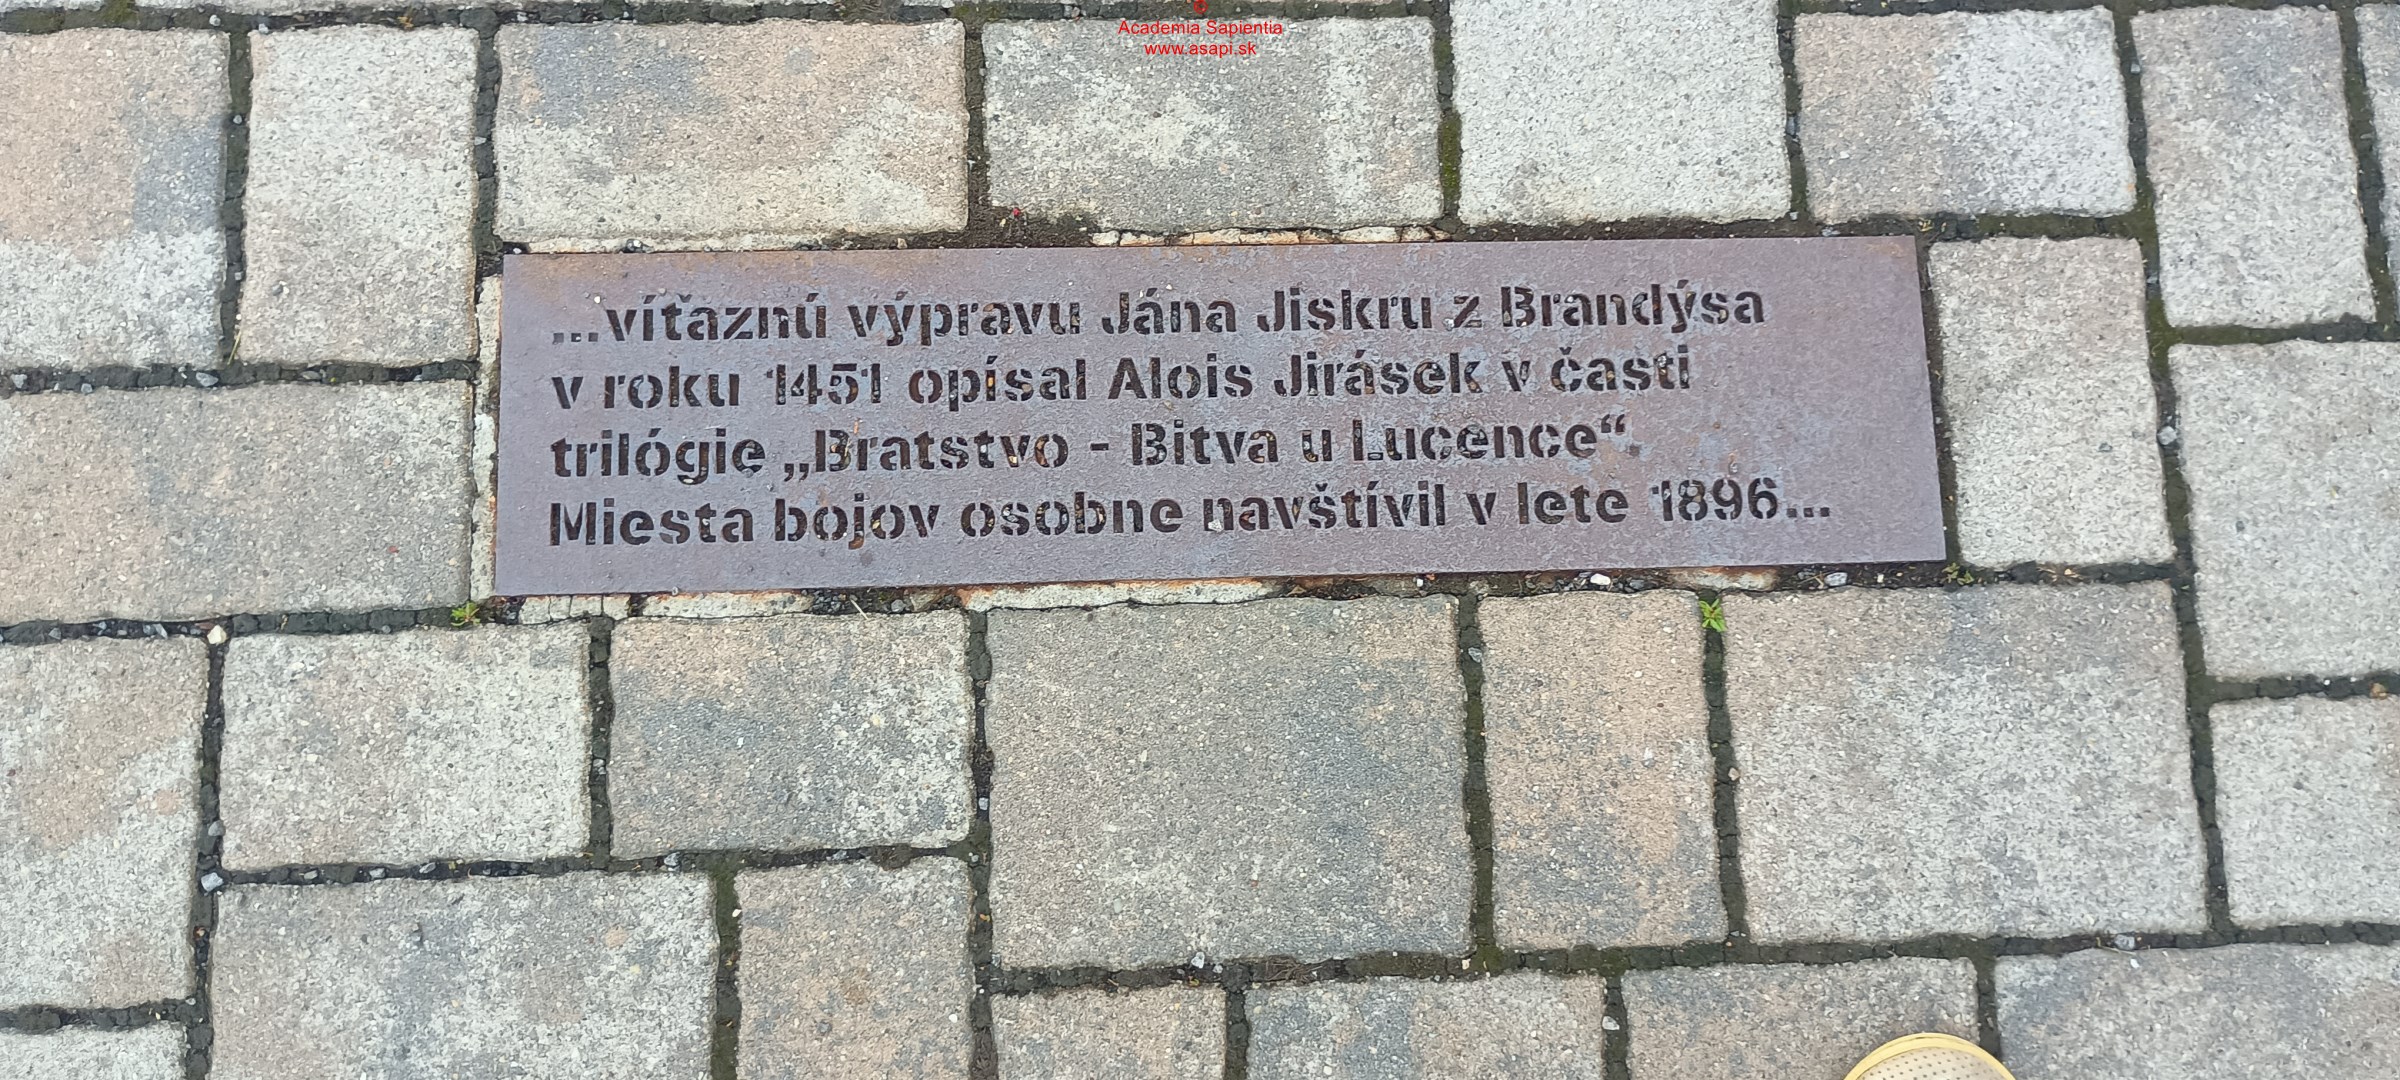 ©
Academia Sapientia
www.asapi.sk
...víťaznú výpravu Jána Jiskru z Brandýsa
v roku 1451 opísal Alois Jirásek v časti
trilógie „Bratstvo - Bitva u Lucence“
Miesta bojov osobne navštívil v lete 1896...